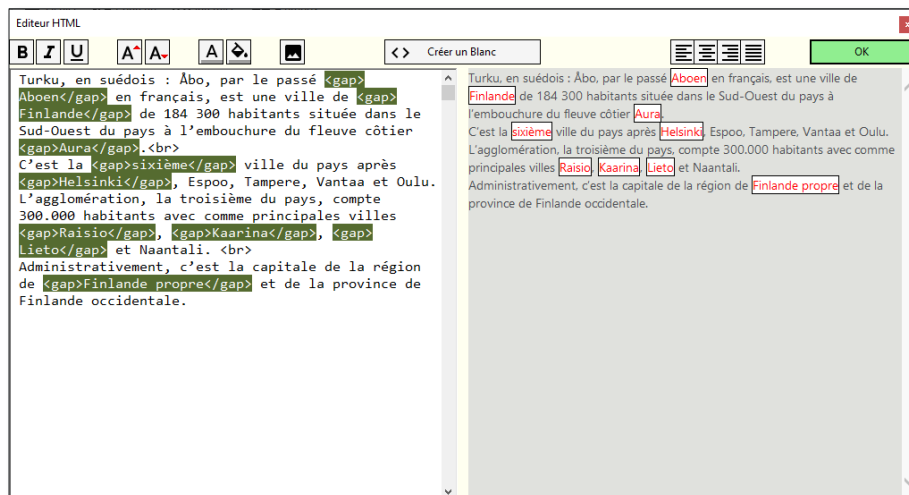 Editeur HTML
x
B I U A A A <> Créer un Blanc OK
Turku, en suédois : Åbo, par le passé <gap>
Aboen</gap> en français, est une ville de <gap>
Finlande</gap> de 184 300 habitants située dans le
Sud-Ouest du pays à l’embouchure du fleuve côtier
<gap>Aura</gap>.<br>
C’est la <gap>sixième</gap> ville du pays après
<gap>Helsinki</gap>, Espoo, Tampere, Vantaa et Oulu.
L’agglomération, la troisième du pays, compte
300.000 habitants avec comme principales villes
<gap>Raisio</gap>, <gap>Kaarina</gap>, <gap>
Lieto</gap> et Naantali. <br>
Administrativement, c’est la capitale de la région
de <gap>Finlande propre</gap> et de la province de
Finlande occidentale.
Turku, en suédois : Åbo, par le passé Aboen en français, est une ville de
Finlande de 184 300 habitants située dans le Sud-Ouest du pays à
l’embouchure du fleuve côtier Aura.
C’est la sixième ville du pays après Helsinki, Espoo, Tampere, Vantaa et Oulu.
L’agglomération, la troisième du pays, compte 300.000 habitants avec comme
principales villes Raisio, Kaarina, Lieto et Naantali.
Administrativement, c’est la capitale de la région de Finlande propre et de la
province de Finlande occidentale.